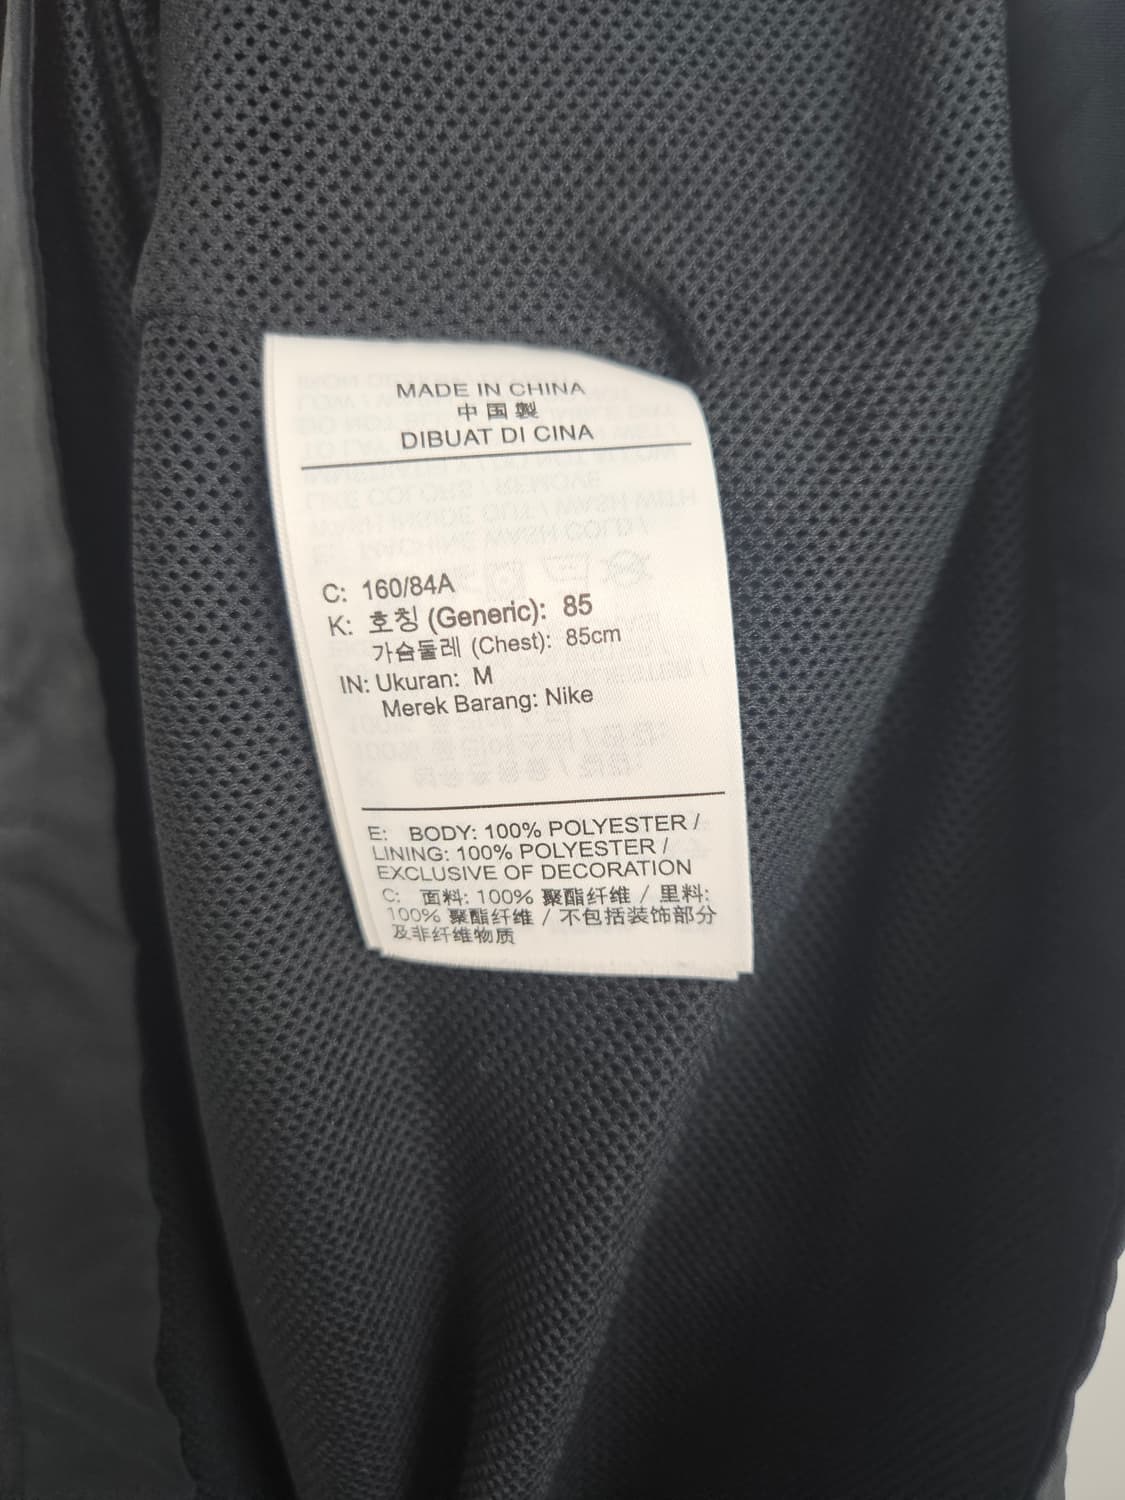 MADE IN CHINA
中国製
DIBUAT DI CINA
C: 160/84A
K: 호칭 (Generic): 85
가슴둘레 (Chest): 85cm
IN: Ukuran: M
Merek Barang: Nike
E: BODY: 100% POLYESTER /
LINING: 100% POLYESTER /
EXCLUSIVE OF DECORATION
C: 面料: 100% 聚酯纤维 / 里料:
100% 聚酯纤维 / 不包括装饰部分
及非纤维物质